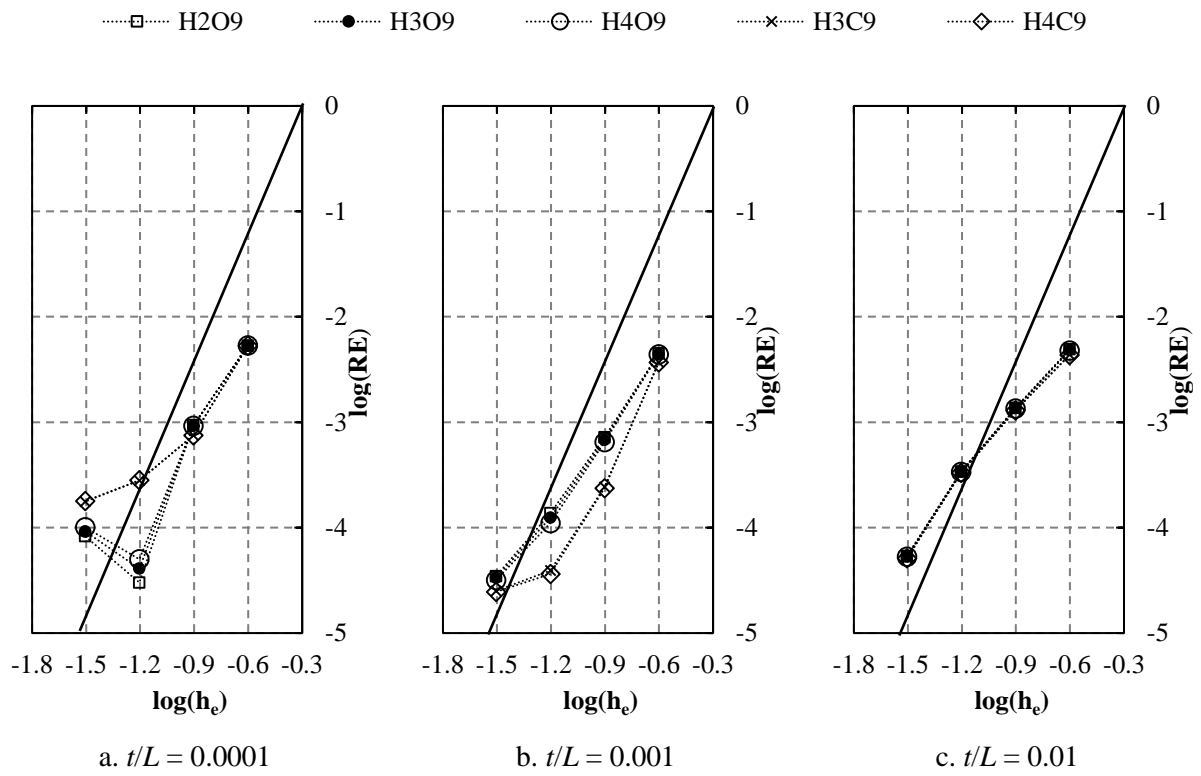 H2O9 H3O9 H4O9 H3C9 H4C9
0 0 0
-1 -1 -1
-2 -2 -2
-3 -3 -3
-4 -4 -4
-5 -5 -5
log(RE) log(RE) log(RE)
-1.8 -1.5 -1.2 -0.9 -0.6 -0.3 -1.8 -1.5 -1.2 -0.9 -0.6 -0.3 -1.8 -1.5 -1.2 -0.9 -0.6 -0.3
log(he) log(he) log(he)
a. t/L = 0.0001 b. t/L = 0.001 c. t/L = 0.01